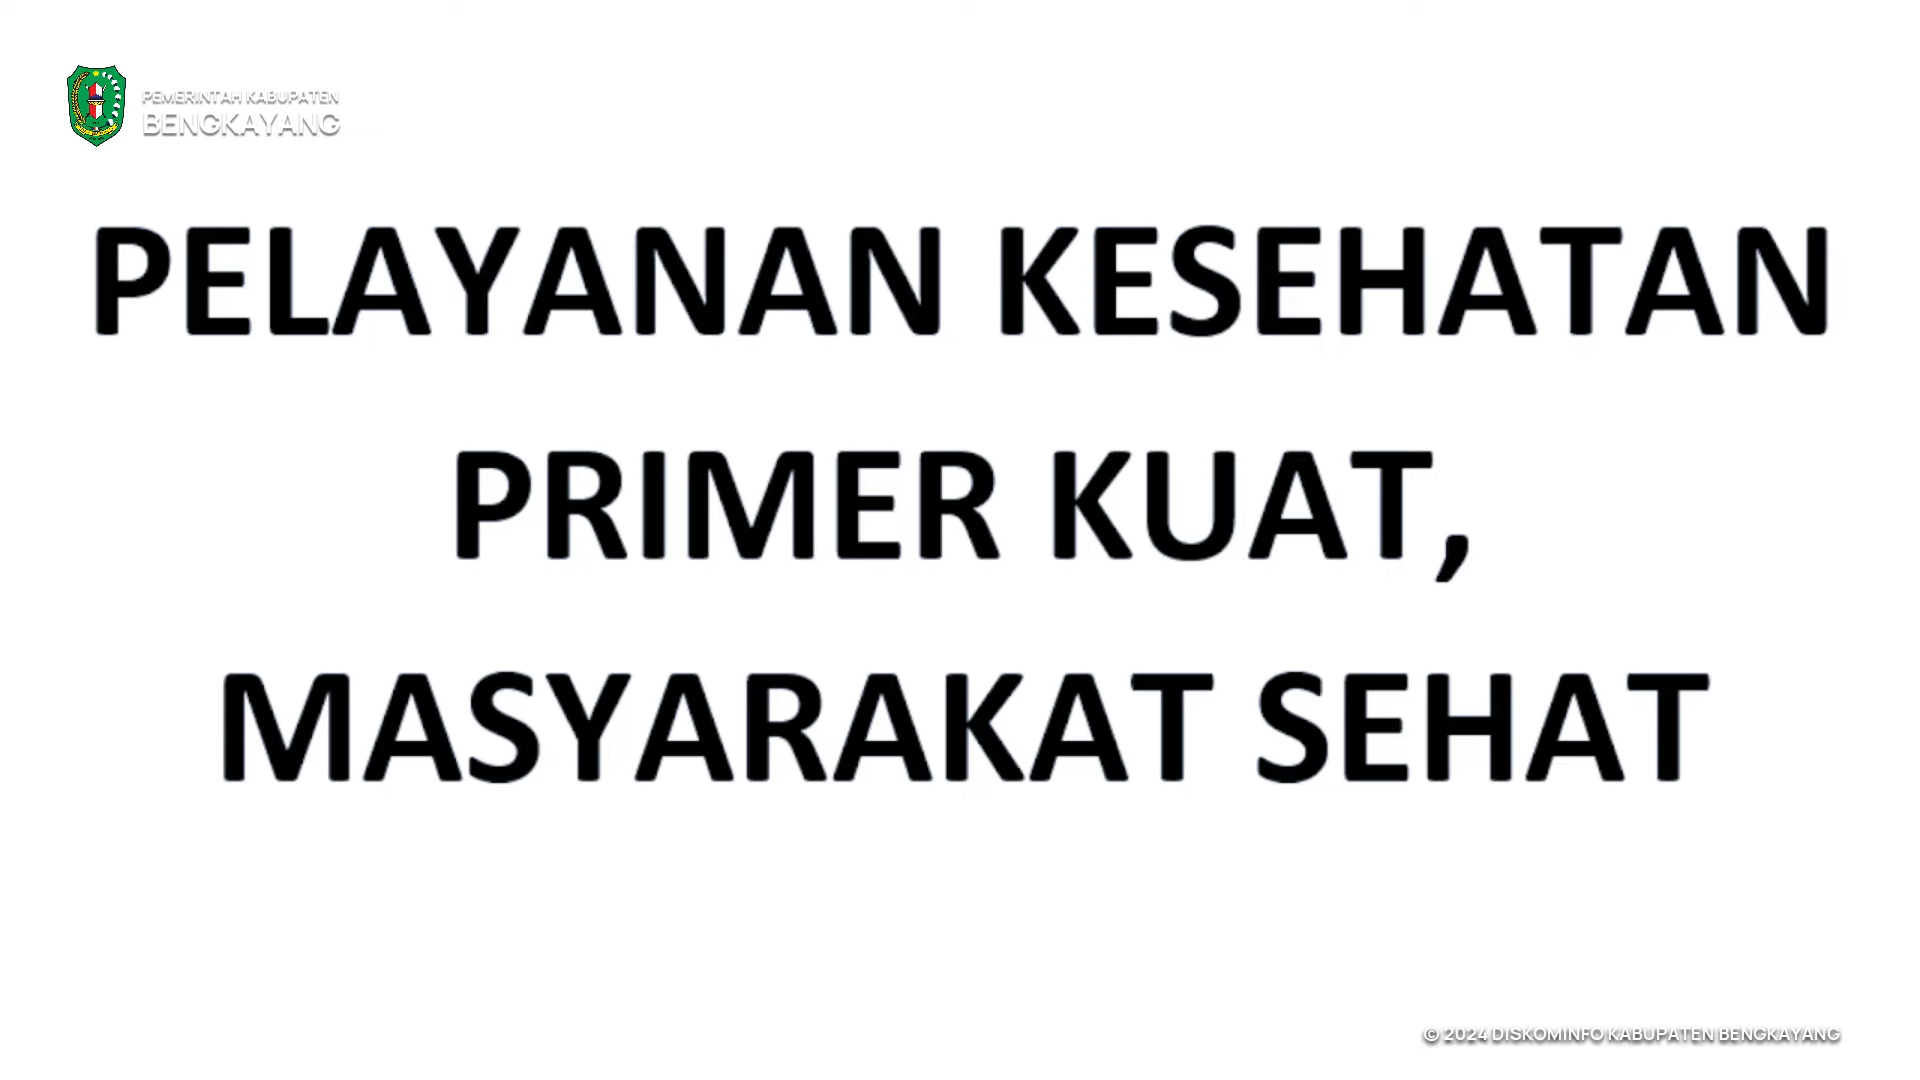 PEMERINTAH KABUPATEN
BENGKAYANG
PELAYANAN KESEHATAN
PRIMER KUAT,
MASYARAKAT SEHAT
© 2024 DISKOMINFO KABUPATEN BENGKAYANG